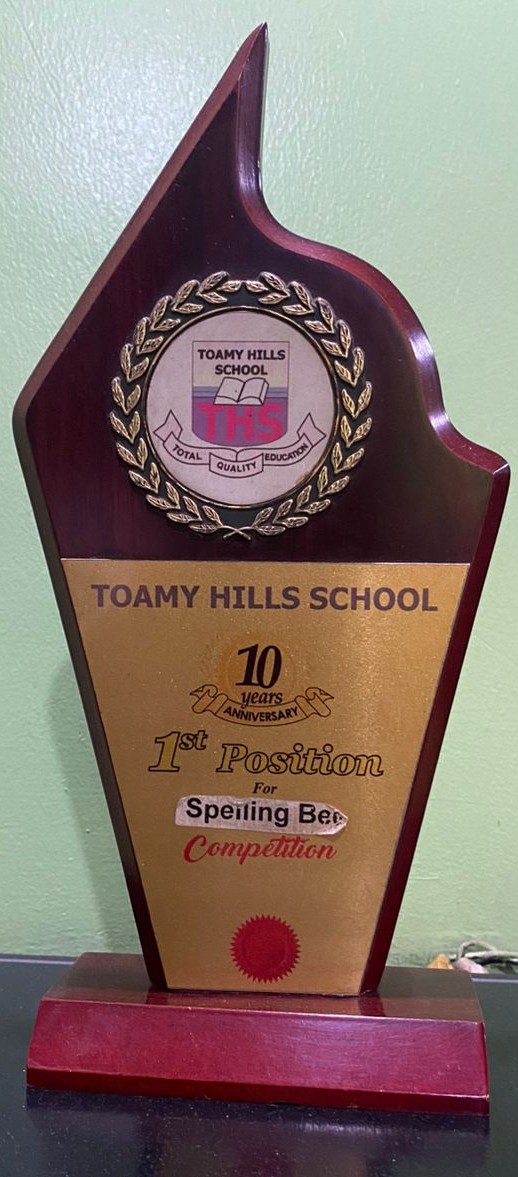 TOAMY HILLS
SCHOOL
THS
TOTAL QUALITY EDUCATION
TOAMY HILLS SCHOOL
10
years
ANNIVERSARY
1st Position
For
Spelling Bee
Competition